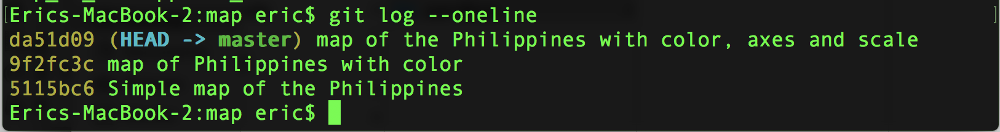 Erics-MacBook-2:map eric$ git log --oneline
da51d09 (HEAD -> master) map of the Philippines with color, axes and scale
9f2fc3c map of Philippines with color
5115bc6 Simple map of the Philippines
Erics-MacBook-2:map eric$